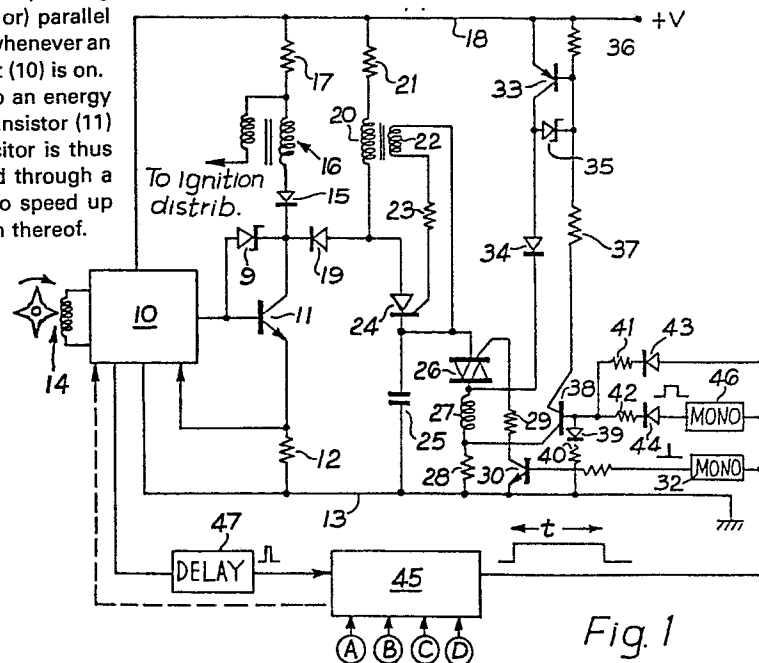 or) parallel
whenever an
t (10) is on.
o an energy
ansistor (11)
citor is thus
d through a
o speed up
n thereof.
18
+V
17
21
36
33
20
22
16
35
To Ignition
distrib.
15
23
37
9
19
34
10
11
24
14
26
41
43
46
38
42
MONO
27
29
39
44
25
40
12
28
30
MONO
32
13
47
t
DELAY
45
A B C D
Fig. 1